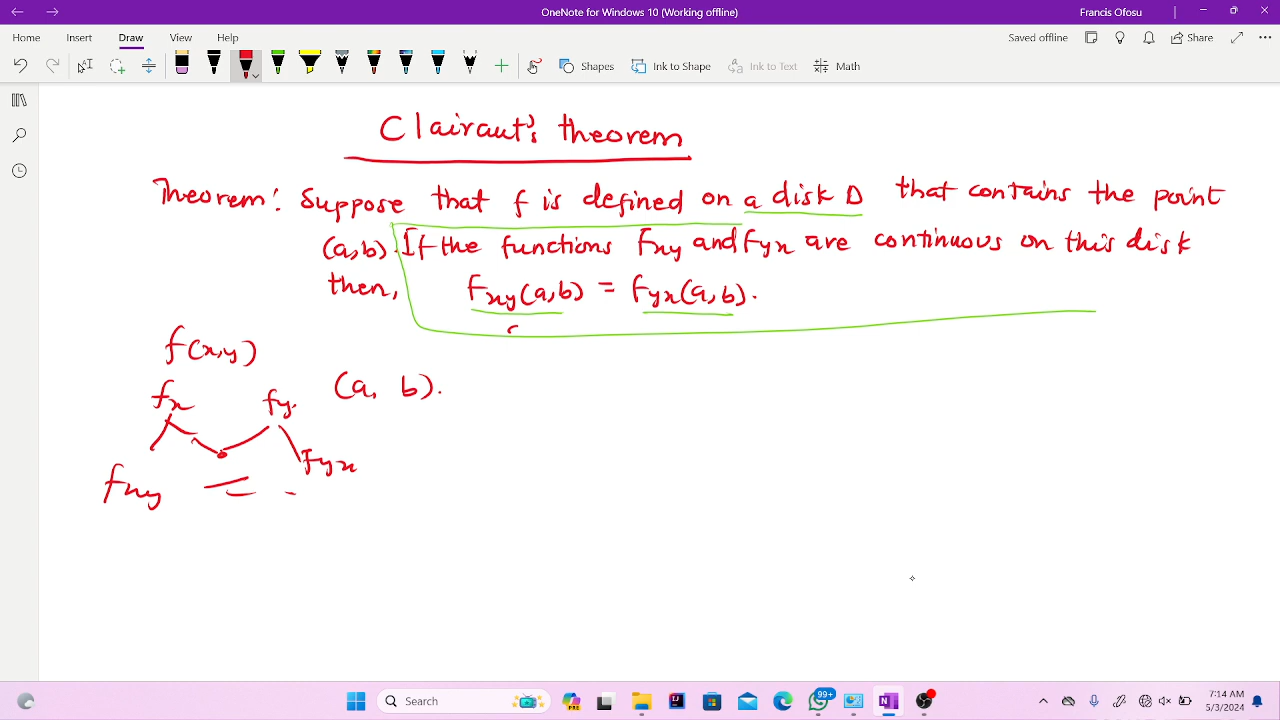 OneNote for Windows 10 (Working offline)
Francis Ofosu
Home Insert Draw View Help
Saved offline
Share
Shapes
Ink to Shape
Ink to Text
Math
Clairaut's theorem
Theorem: Suppose that f is defined on a disk D that contains the point
(a,b). If the functions fxy and fyx are continuous on this disk
then, fxy(a,b) = fyx(a,b).
f(x,y)
fx fy (a, b).
fyx
fxy =
Search
PRE
99+
7:14 AM
5/3/2024